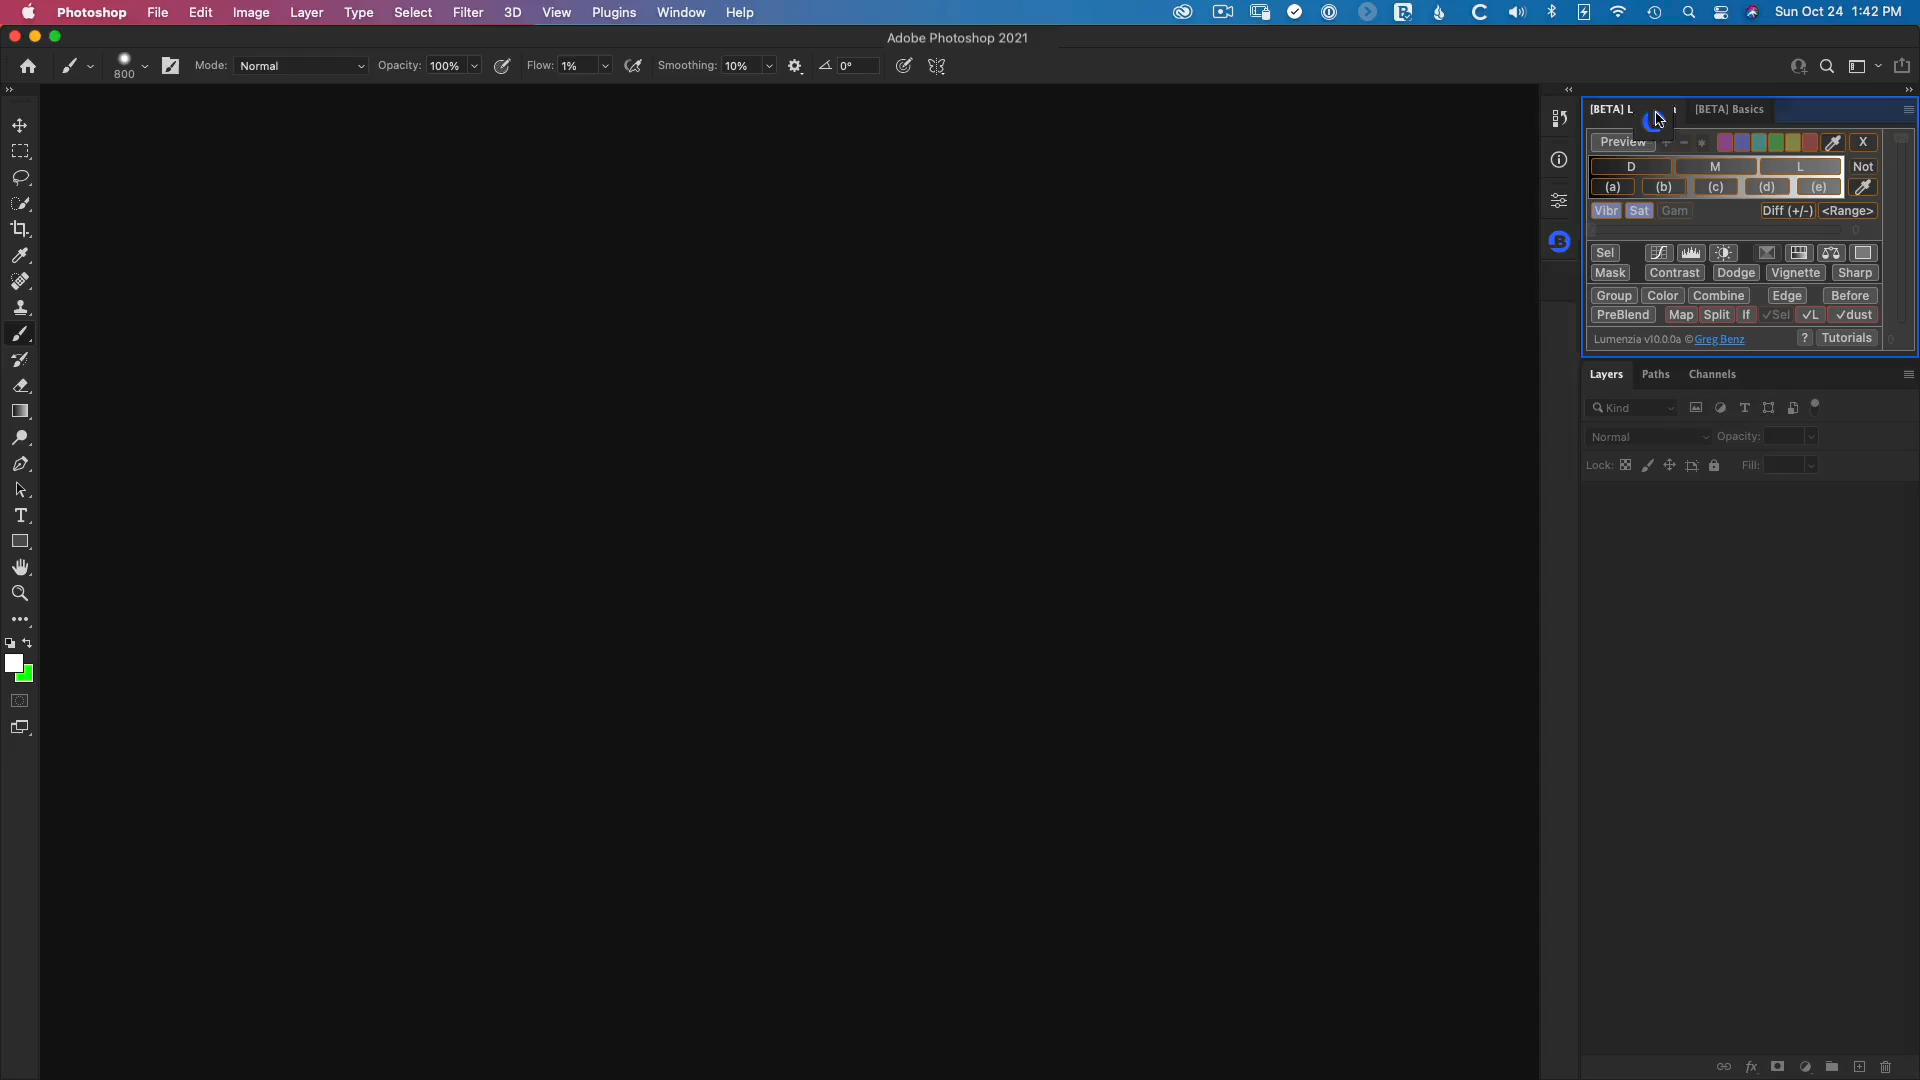 Photoshop File Edit Image Layer Type Select Filter 3D View Plugins Window Help Sun Oct 24 1:42 PM
Adobe Photoshop 2021
800 Mode: Normal Opacity: 100% Flow: 1% Smoothing: 10% 0°
[BETA] L [BETA] Basics
Preview X
D M L Not
(a) (b) (c) (d) (e)
Vibr Sat Gam Diff (+/-) <Range>
0
Sel
Mask Contrast Dodge Vignette Sharp
Group Color Combine Edge Before
PreBlend Map Split If ✓Sel ✓L ✓dust
Lumenzia v10.0.0a © Greg Benz ? Tutorials 0
Layers Paths Channels
Kind
Normal Opacity:
Lock: Fill:
fx